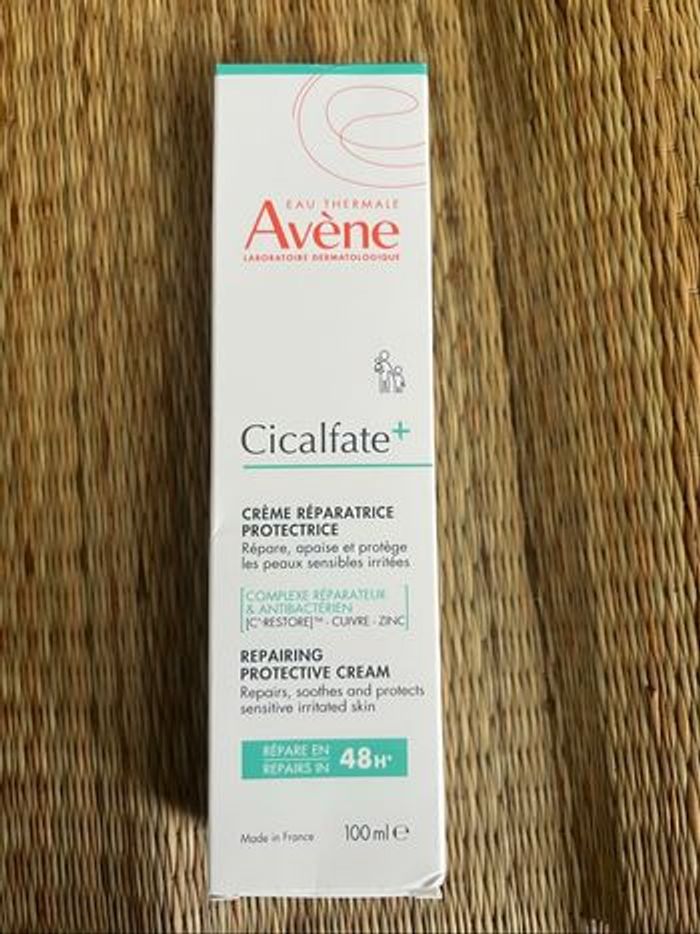 EAU THERMALE
Avène
LABORATOIRE DERMATOLOGIQUE
Cicalfate+
CRÈME RÉPARATRICE
PROTECTRICE
Répare, apaise et protège
les peaux sensibles irritées
COMPLEXE RÉPARATEUR
& ANTIBACTÉRIEN
[C+-RESTORE]™ - CUIVRE - ZINC
REPAIRING
PROTECTIVE CREAM
Repairs, soothes and protects
sensitive irritated skin
RÉPARE EN
REPAIRS IN
48H*
Made in France
100 ml ℮